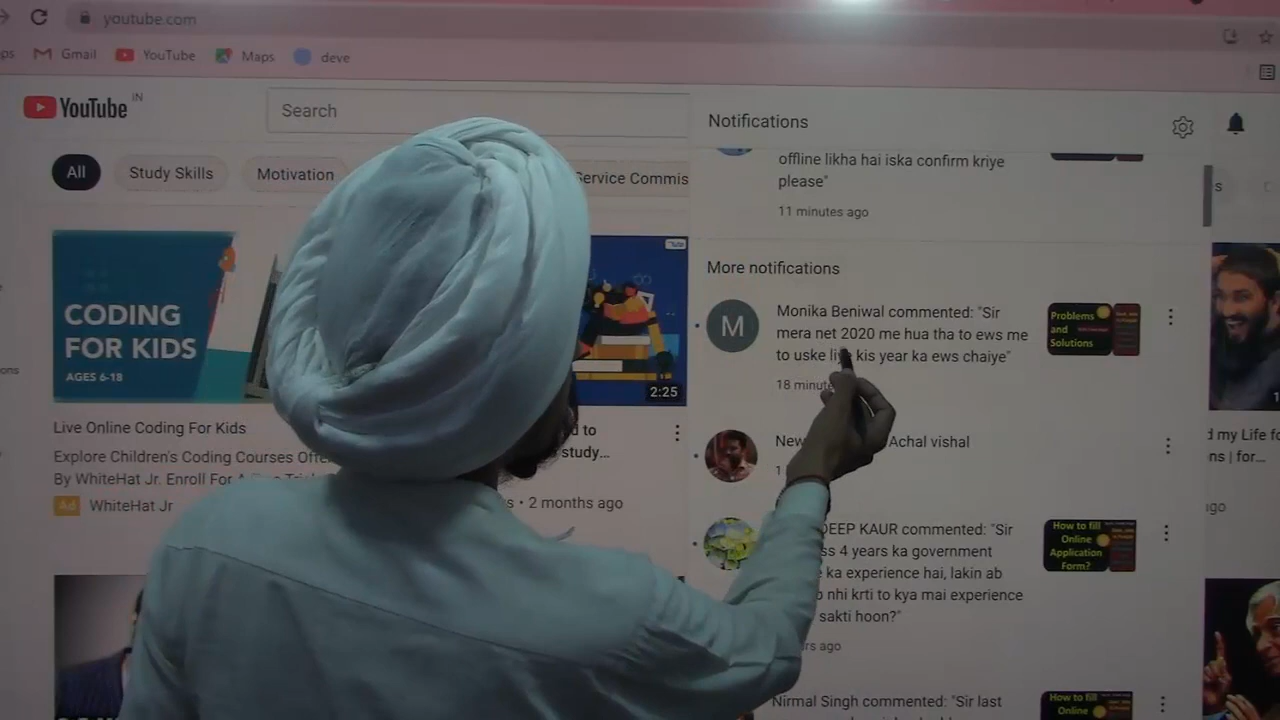 youtube.com
Gmail
YouTube
Maps
deve
YouTube IN
Search
Notifications
offline likha hai iska confirm kriye
please"
11 minutes ago
All
Study Skills
Motivation
Service Commis
More notifications
CODING
FOR KIDS
AGES 6-18
2:25
M
Monika Beniwal commented: "Sir
mera net 2020 me hua tha to ews me
to uske kis year ka ews chaiye"
18
Problems
and
Solutions
Live Online Coding For Kids
Explore Children's Coding Courses
By WhiteHat Jr. Enroll For A
Ad WhiteHat Jr
d to
study...
s • 2 months ago
Achal vishal
d my Life
ns | for...
ago
DEEP KAUR commented: "Sir
ss 4 years ka government
ka experience hai, lakin ab
nhi krti to kya mai experience
sakti hoon?"
rs ago
How to fill
Online
Application
Form?
Nirmal Singh commented: "Sir last
How to fill
Online